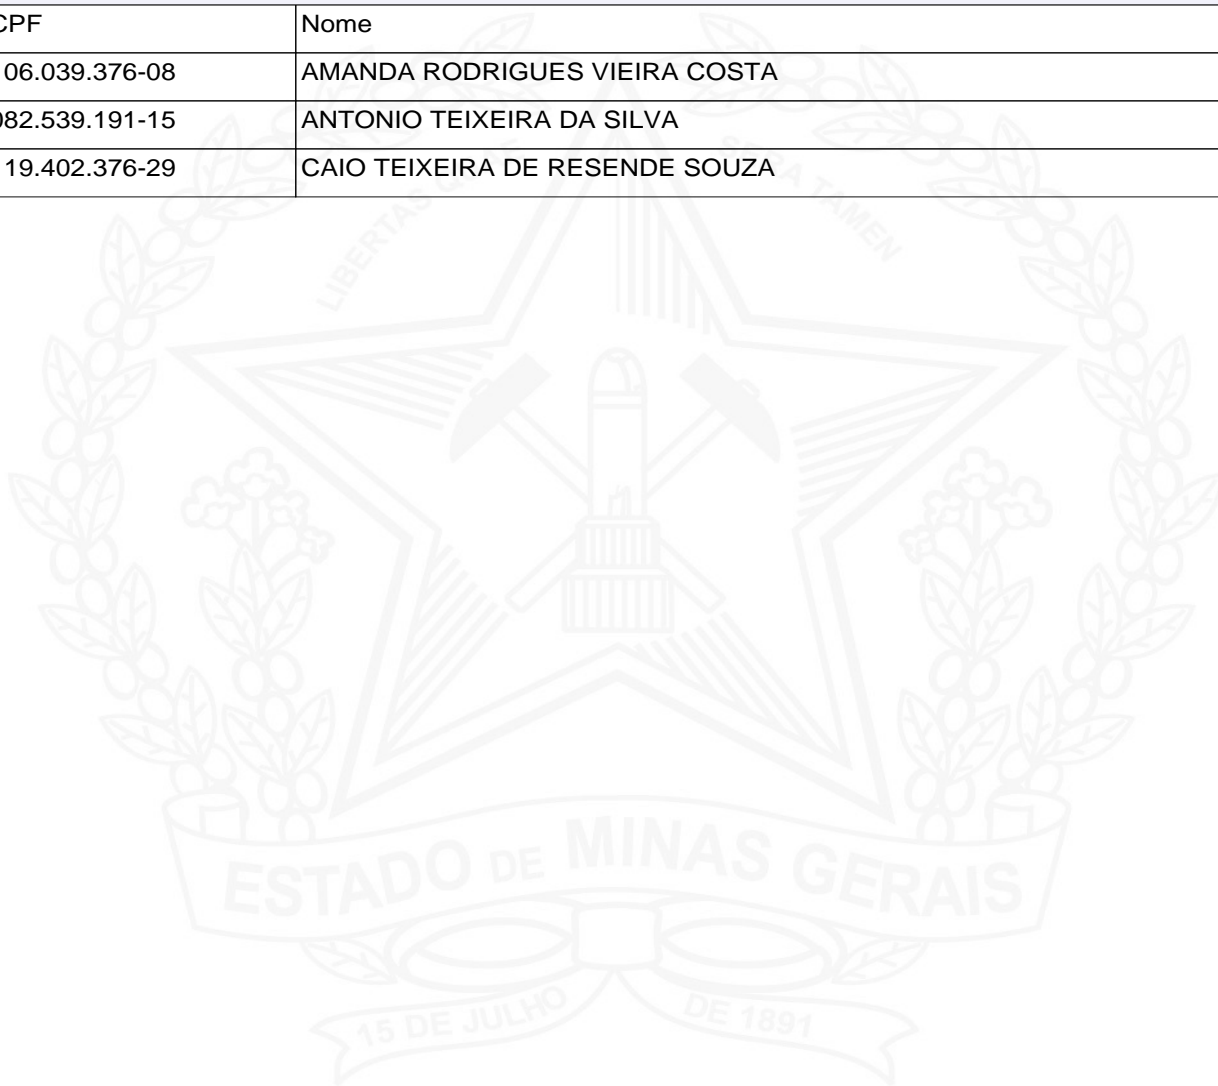 CPF Nome
06.039.376-08 AMANDA RODRIGUES VIEIRA COSTA
082.539.191-15 ANTONIO TEIXEIRA DA SILVA
19.402.376-29 CAIO TEIXEIRA DE RESENDE SOUZA
LIBERTAS QUE SERA TAMEN
ESTADO DE MINAS GERAIS
15 DE JULHO DE 1891